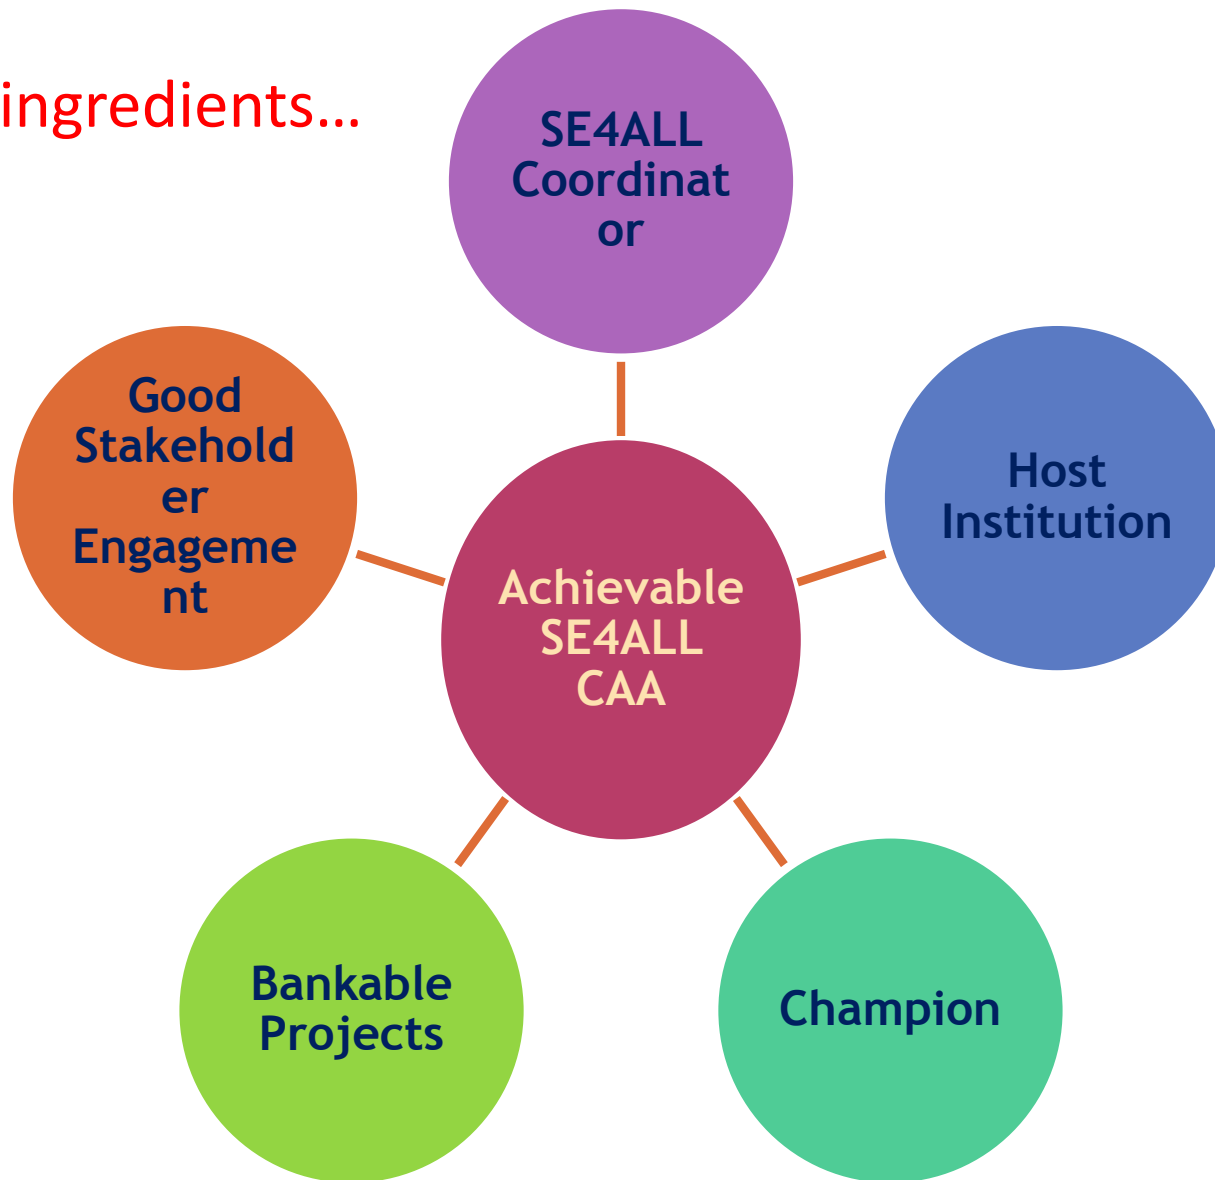 ingredients...
SE4ALL
Coordinat
or
Good
Stakehold
er
Engageme
nt
Host
Institution
Achievable
SE4ALL
CAA
Bankable
Projects
Champion